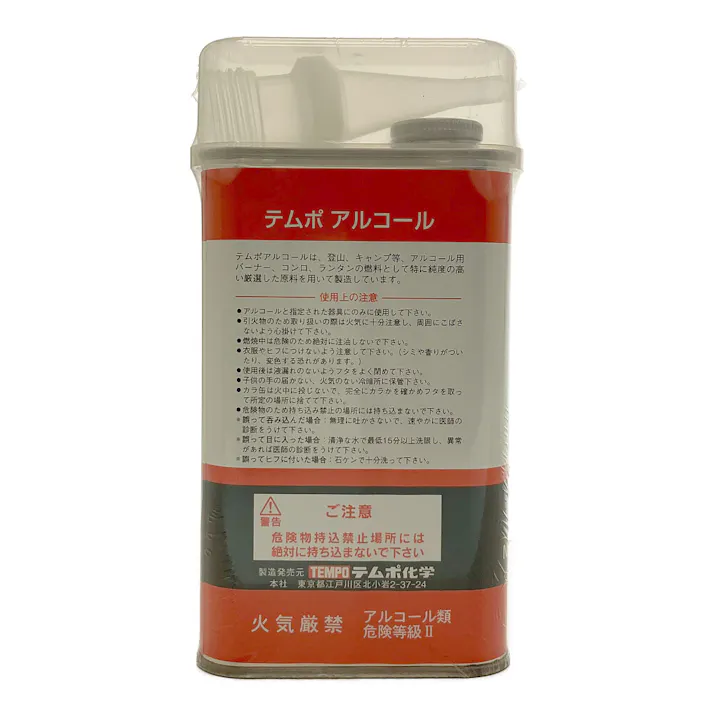 テムポ アルコール
テムポアルコールは、登山、キャンプ等、アルコール用
バーナー、コンロ、ランタンの燃料として特に純度の高
い厳選した原料を用いて製造しています。
使用上の注意
●アルコールと指定された器具にのみに使用して下さい。
●引火物のため取り扱いの際は火気に十分注意し、周囲にこぼさ
ないよう心掛けて下さい。
●燃焼中は危険のため絶対に注油しないで下さい。
●衣服やヒフにつけないよう注意して下さい。(シミや香りがつい
たり、変色する恐れがあります。)
●使用後は液漏れのないようフタをよく閉めて下さい。
●子供の手の届かない、火気のない冷暗所に保管下さい。
●カラ缶は火中に投じないで、完全にカラかを確かめフタを取っ
て所定の場所に捨てて下さい。
●危険物のため持ち込み禁止の場所には持ち込まないで下さい。
※誤って呑み込んだ場合:無理に吐かさないで、速やかに医師の
診断をうけて下さい。
※誤って目に入った場合:清浄な水で最低15分以上洗眼し、異常
があれば医師の診断をうけて下さい。
※誤ってヒフに付いた場合:石ケンで十分洗って下さい。
警告
ご注意
危険物持込禁止場所には
絶対に持ち込まないで下さい
製造発売元 TEMPO テムポ化学
本社 東京都江戸川区北小岩2-37-24
火気厳禁 アルコール類
危険等級Ⅱ